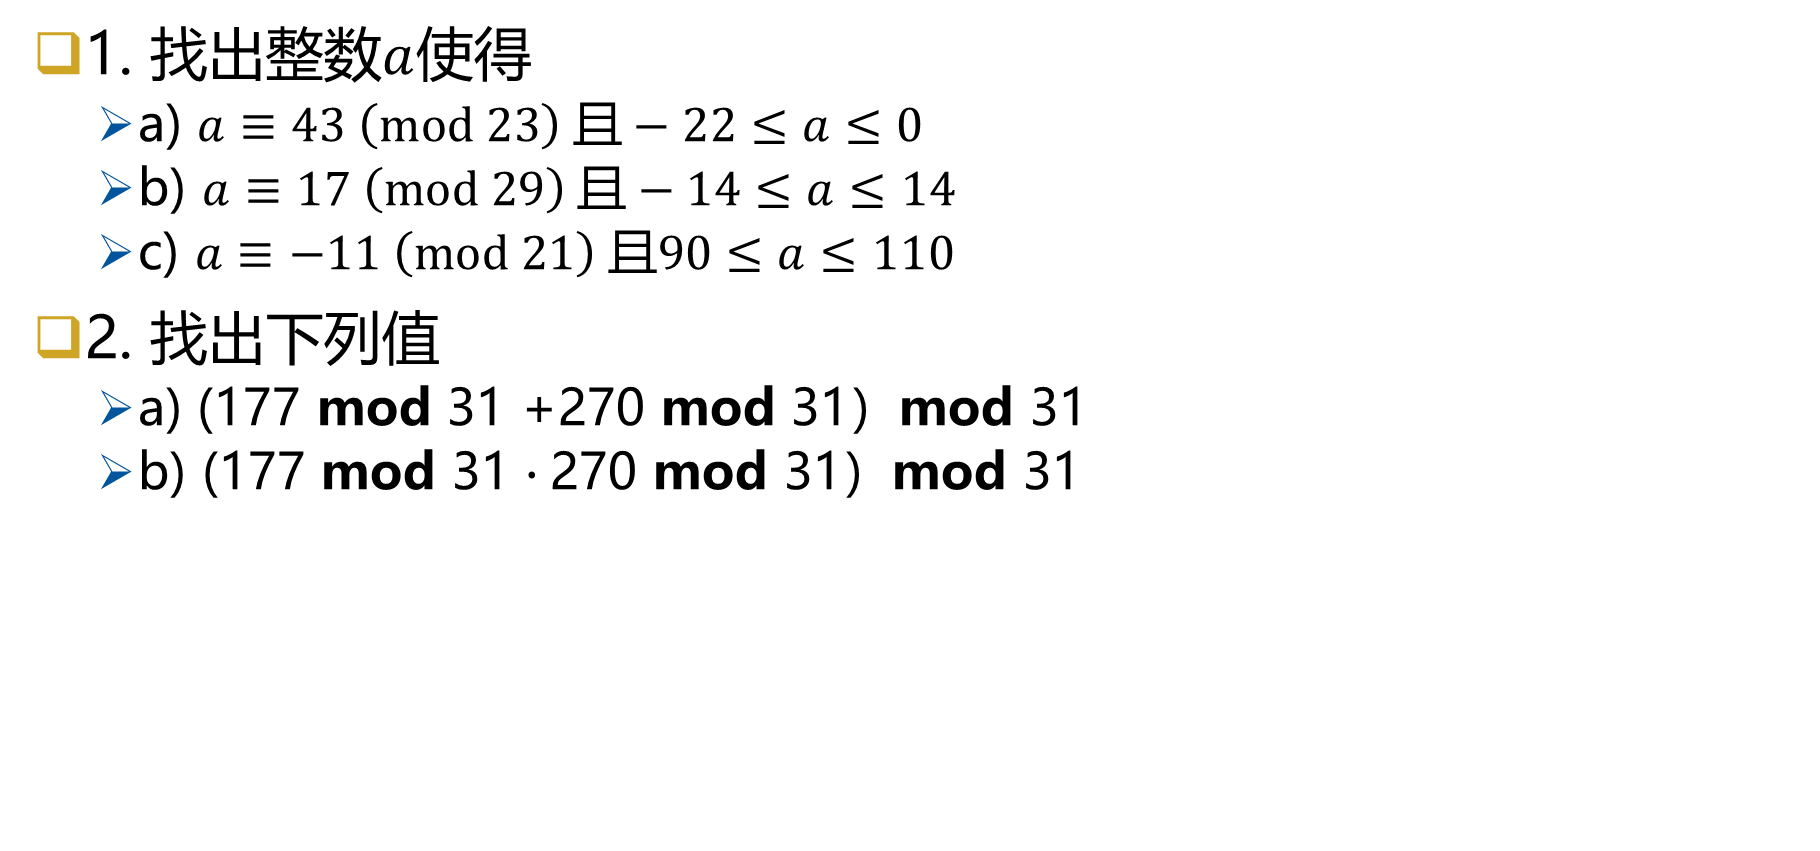 1. 找出整数a使得
a) a ≡ 43 (mod 23) 且 − 22 ≤ a ≤ 0
b) a ≡ 17 (mod 29) 且 − 14 ≤ a ≤ 14
c) a ≡ −11 (mod 21) 且90 ≤ a ≤ 110
2. 找出下列值
a) (177 mod 31 +270 mod 31) mod 31
b) (177 mod 31 · 270 mod 31) mod 31